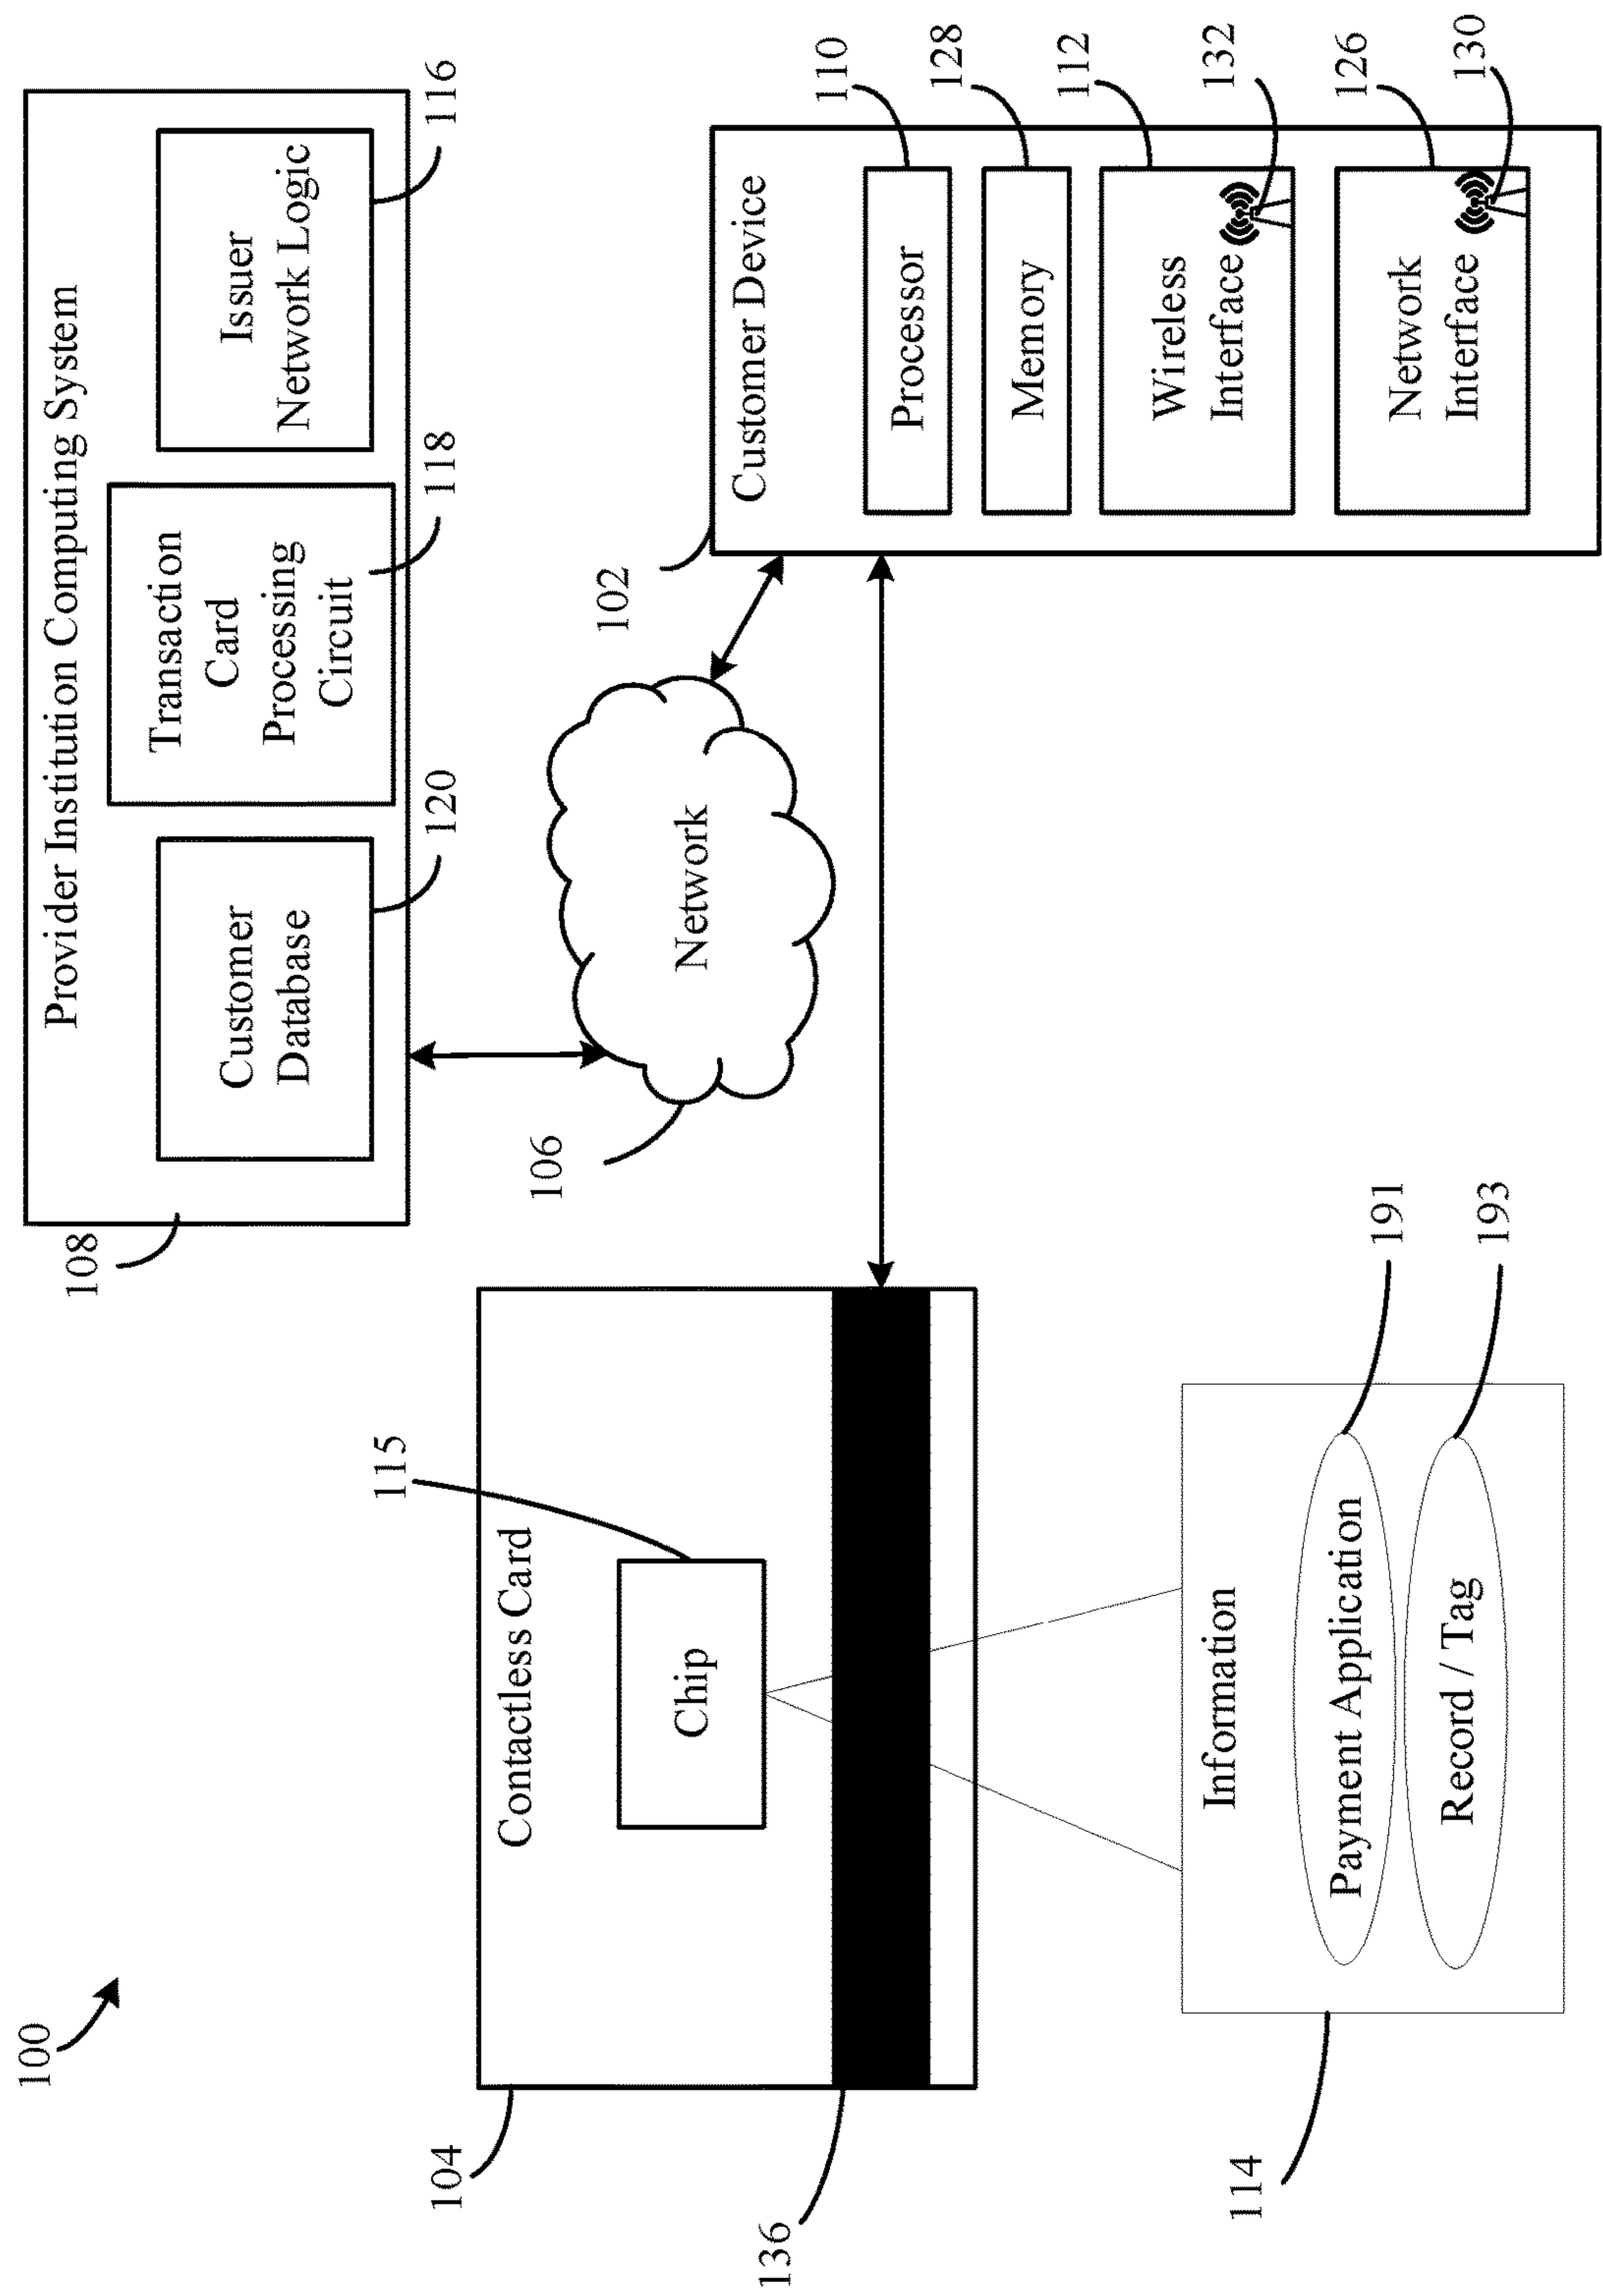 100
108
Provider Institution Computing System
Customer
Database
120
Transaction
Card
Processing
Circuit
118
Issuer
Network Logic
116
106
Network
102
Customer Device
Processor
110
Memory
128
Wireless
Interface
112
132
Network
Interface
126
130
104
Contactless Card
115
Chip
136
114
Information
Payment Application
191
Record / Tag
193